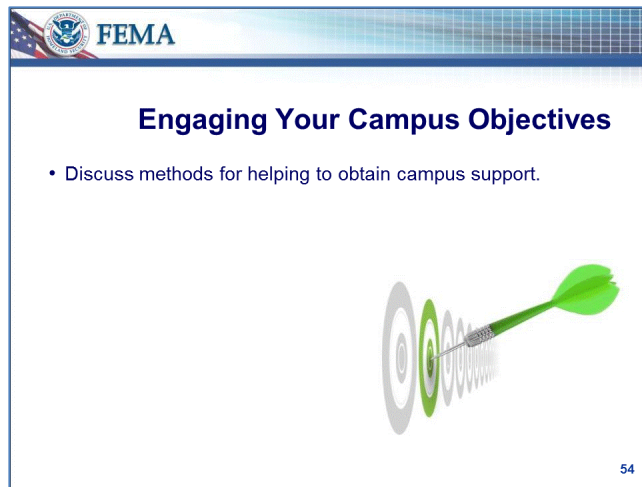 FEMA
Engaging Your Campus Objectives
• Discuss methods for helping to obtain campus support.
54